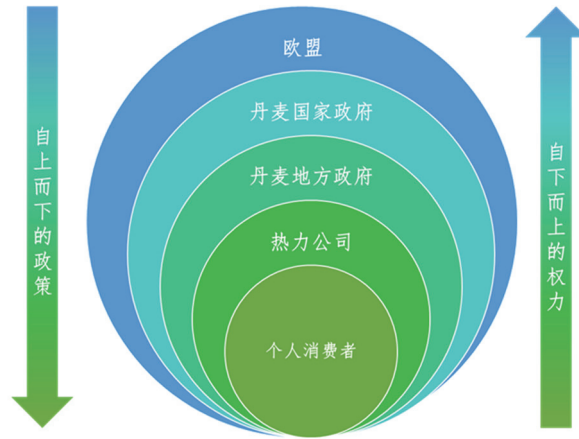 欧盟
丹麦国家政府
丹麦地方政府
热力公司
个人消费者
自上而下的政策
自下而上的权力